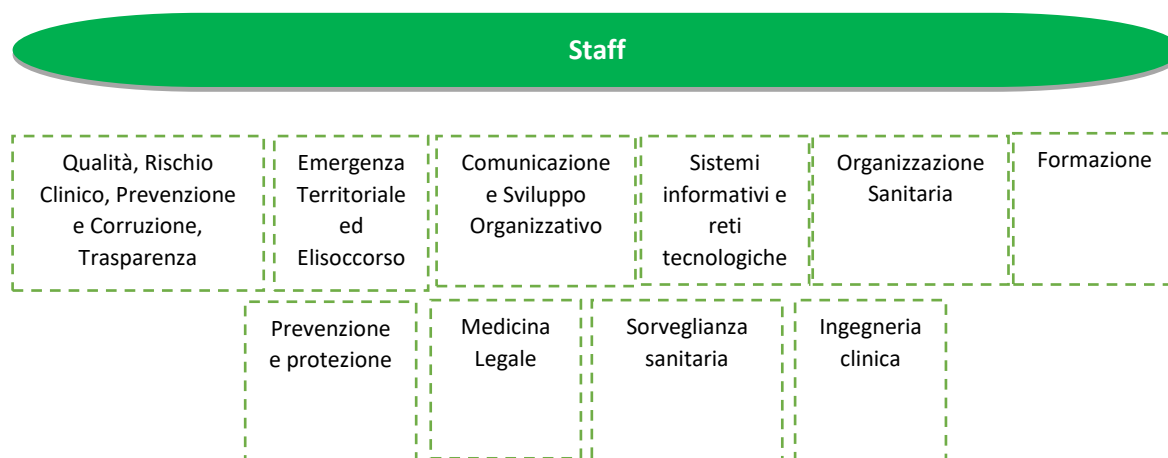 Staff
Qualità, Rischio
Clinico, Prevenzione
e Corruzione,
Trasparenza
Emergenza
Territoriale
ed
Elisoccorso
Comunicazione
e Sviluppo
Organizzativo
Sistemi
informativi e
reti
tecnologiche
Organizzazione
Sanitaria
Formazione
Prevenzione
e protezione
Medicina
Legale
Sorveglianza
sanitaria
Ingegneria
clinica